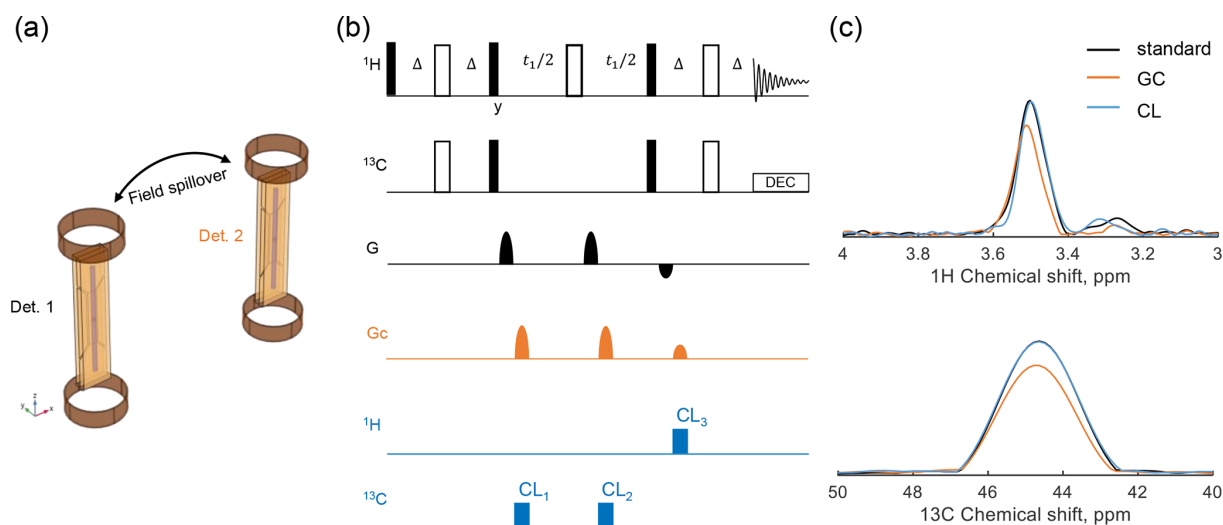 (a)
Field spillover
Det. 2
Det. 1
z
y
x
(b)
¹H
Δ
Δ
t₁/2
t₁/2
Δ
Δ
y
¹³C
DEC
G
Gc
¹H
CL₃
¹³C
CL₁
CL₂
(c)
standard
GC
CL
4 3.8 3.6 3.4 3.2 3
1H Chemical shift, ppm
50 48 46 44 42 40
13C Chemical shift, ppm